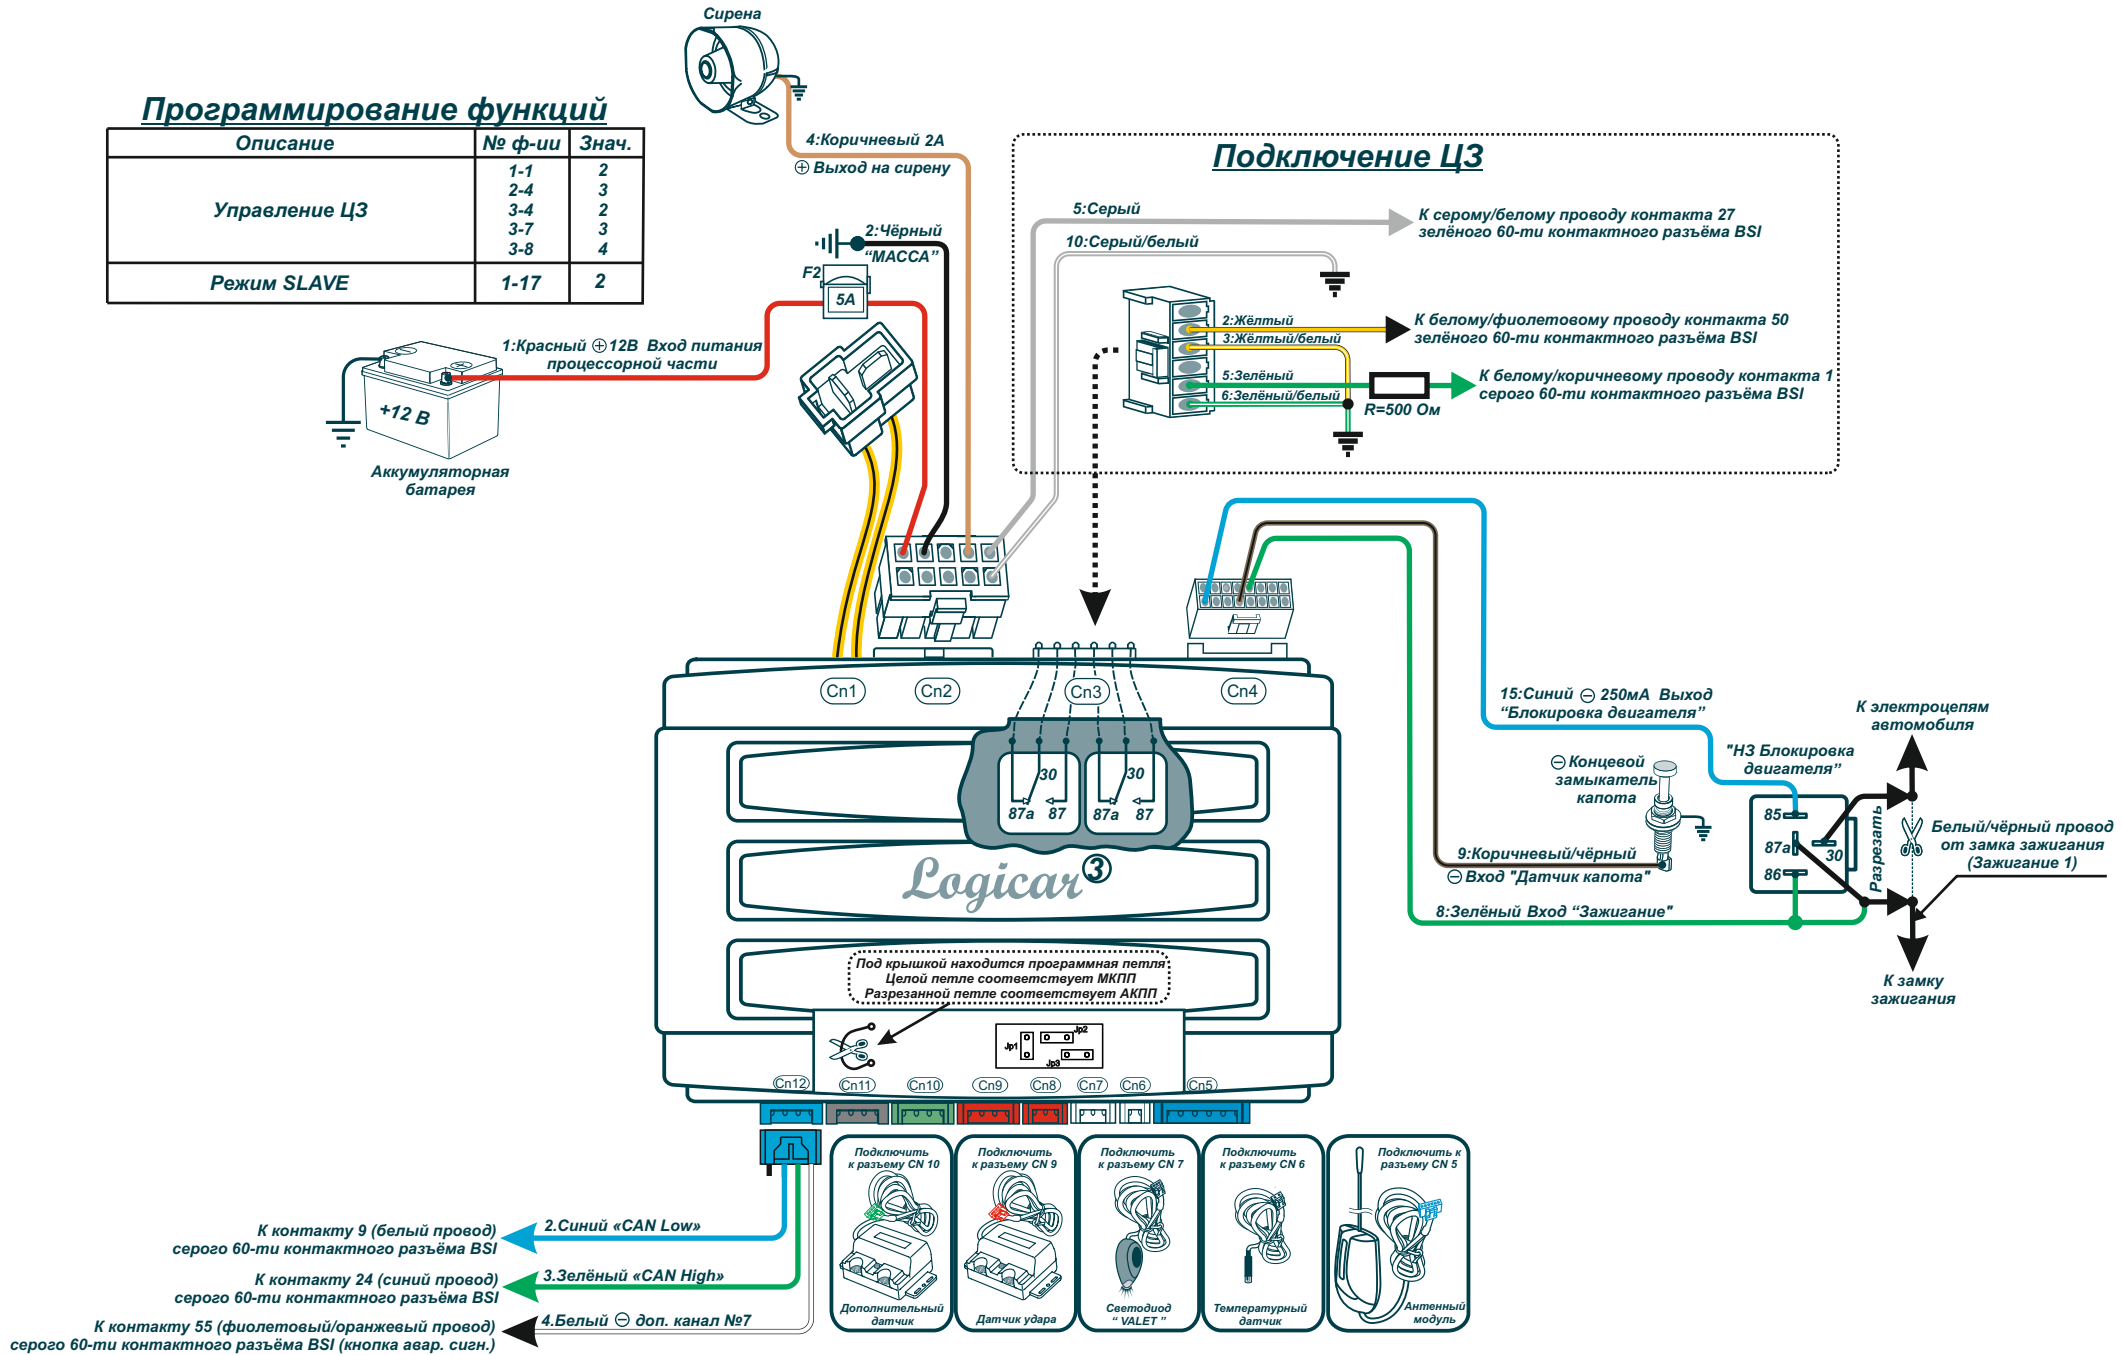 Сирена
Программирование функций
Описание № ф-ии Знач.
Управление ЦЗ
1-1 2
2-4 3
3-4 2
3-7 3
3-8 4
Режим SLAVE 1-17 2
4:Коричневый 2А
⊕ Выход на сирену
2:Чёрный
“МАССА”
F2
5А
1:Красный ⊕12В Вход питания
процессорной части
+12 В
Аккумуляторная
батарея
Подключение ЦЗ
5:Серый
К серому/белому проводу контакта 27
зелёного 60-ти контактного разъёма BSI
10:Серый/белый
2:Жёлтый
К белому/фиолетовому проводу контакта 50
зелёного 60-ти контактного разъёма BSI
3:Жёлтый/белый
5:Зелёный
К белому/коричневому проводу контакта 1
серого 60-ти контактного разъёма BSI
6:Зелёный/белый
R=500 Ом
Cn1
Cn2
Cn3
Cn4
30
87a 87
30
87a 87
Logicar 3
15:Синий ⊖ 250мА Выход
“Блокировка двигателя”
"НЗ Блокировка
двигателя”
⊖ Концевой
замыкатель
капота
9:Коричневый/чёрный
⊖ Вход "Датчик капота"
8:Зелёный Вход “Зажигание"
85
87a
30
86
Разрезать
К электроцепям
автомобиля
Белый/чёрный провод
от замка зажигания
(Зажигание 1)
К замку
зажигания
Под крышкой находится программная петля
Целой петле соответствует МКПП
Разрезанной петле соответствует АКПП
Jp1
Jp2
Jp3
Cn12
Cn11
Cn10
Cn9
Cn8
Cn7
Cn6
Cn5
Подключить
к разъему CN 10
Дополнительный
датчик
Подключить
к разъему CN 9
Датчик удара
Подключить
к разъему CN 7
Светодиод
“ VALET ”
Подключить
к разъему CN 6
Температурный
датчик
Подключить к
разъему CN 5
Антенный
модуль
К контакту 9 (белый провод)
серого 60-ти контактного разъёма BSI
2.Синий «CAN Low»
К контакту 24 (синий провод)
серого 60-ти контактного разъёма BSI
3.Зелёный «CAN High»
К контакту 55 (фиолетовый/оранжевый провод)
серого 60-ти контактного разъёма BSI (кнопка авар. сигн.)
4.Белый ⊖ доп. канал №7